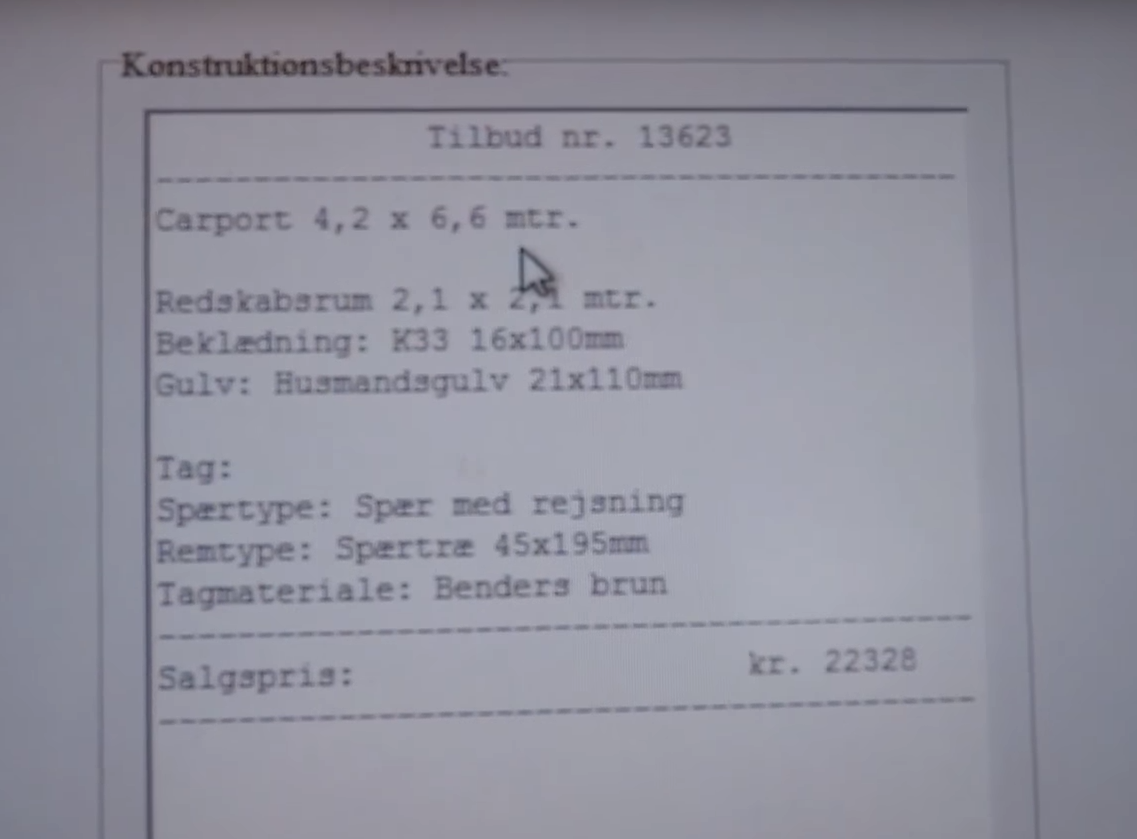 Konstruktionsbeskrivelse:
Tilbud nr. 13623
Carport 4,2 x 6,6 mtr.
Redskabsrum 2,1 x 2,1 mtr.
Beklædning: K33 16x100mm
Gulv: Husmandsgulv 21x110mm
Tag:
Spærtype: Spær med rejsning
Remtype: Spærtræ 45x195mm
Tagmateriale: Benders brun
Salgspris: kr. 22328